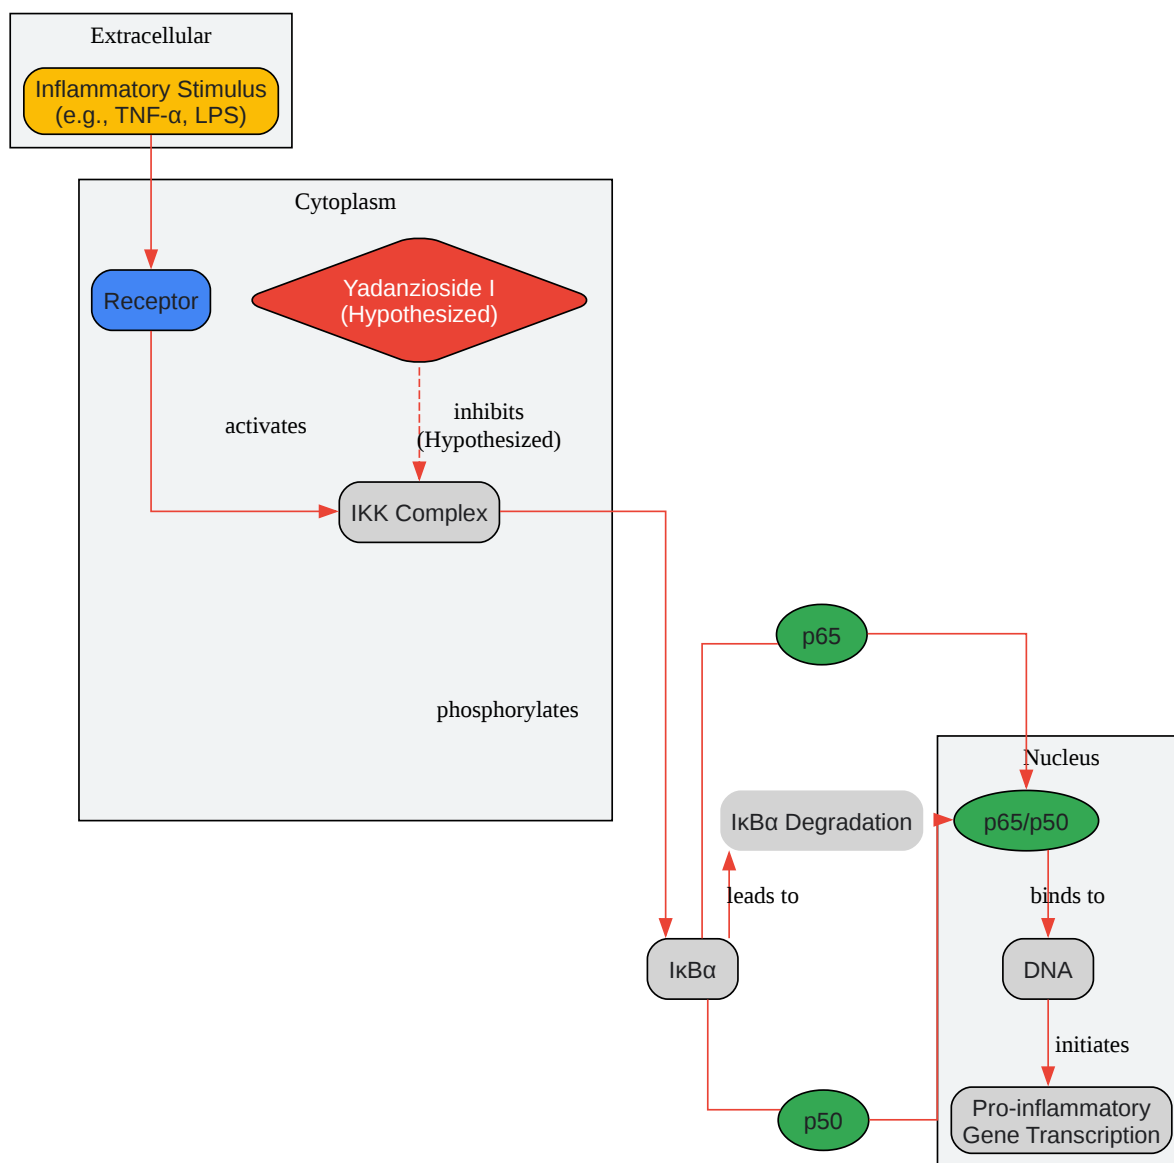 Extracellular
Inflammatory Stimulus
(e.g., TNF-α, LPS)
Cytoplasm
Receptor
Yadanzioside I
(Hypothesized)
activates
inhibits
(Hypothesized)
IKK Complex
p65
phosphorylates
Nucleus
IκBα Degradation
p65/p50
leads to
binds to
IκBα
DNA
initiates
p50
Pro-inflammatory
Gene Transcription